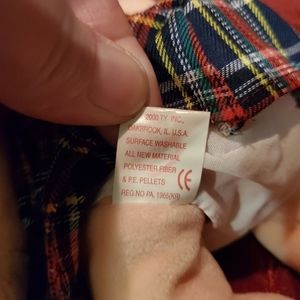 2000 TY INC.,
OAKBROOK, IL. U.S.A.
SURFACE WASHABLE
ALL NEW MATERIAL
POLYESTER FIBER
& P.E. PELLETS CE
REG.NO PA. 1965(KR)